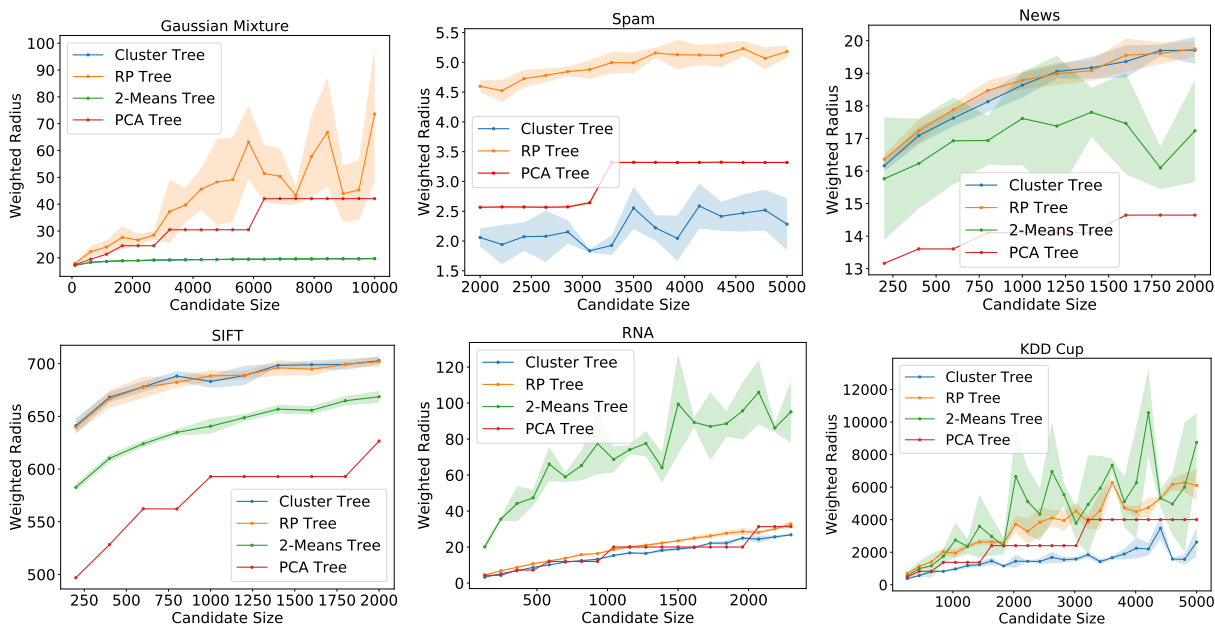 Gaussian Mixture
Weighted Radius
100
90
80
70
60
50
40
30
20
Cluster Tree
RP Tree
2-Means Tree
PCA Tree
0 2000 4000 6000 8000 10000
Candidate Size
Spam
Weighted Radius
5.5
5.0
4.5
4.0
3.5
3.0
2.5
2.0
1.5
Cluster Tree
RP Tree
PCA Tree
2000 2500 3000 3500 4000 4500 5000
Candidate Size
News
Weighted Radius
20
19
18
17
16
15
14
13
Cluster Tree
RP Tree
2-Means Tree
PCA Tree
250 500 750 1000 1250 1500 1750 2000
Candidate Size
SIFT
Weighted Radius
700
650
600
550
500
Cluster Tree
RP Tree
2-Means Tree
PCA Tree
250 500 750 1000 1250 1500 1750 2000
Candidate Size
RNA
Weighted Radius
120
100
80
60
40
20
0
Cluster Tree
RP Tree
2-Means Tree
PCA Tree
500 1000 1500 2000
Candidate Size
KDD Cup
Weighted Radius
12000
10000
8000
6000
4000
2000
0
Cluster Tree
RP Tree
2-Means Tree
PCA Tree
1000 2000 3000 4000 5000
Candidate Size